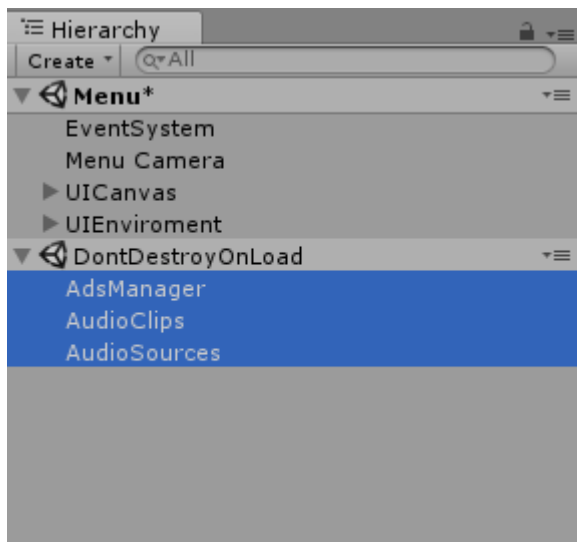 Hierarchy
Create All
Menu*
EventSystem
Menu Camera
UICanvas
UIEnviroment
DontDestroyOnLoad
AdsManager
AudioClips
AudioSources